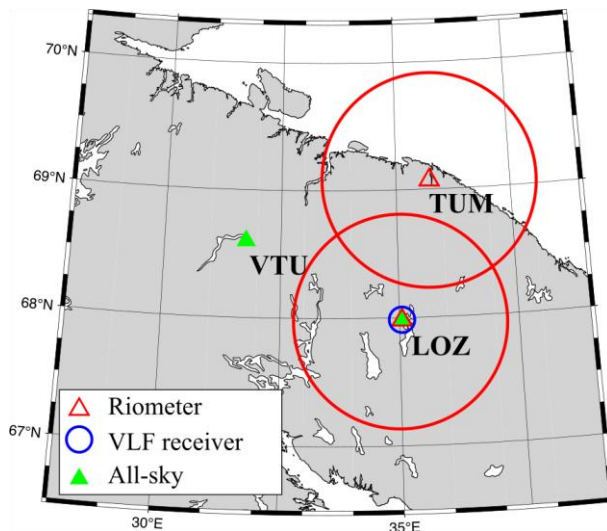 70°N
69°N
TUM
VTU
68°N
LOZ
Riometer
VLF receiver
67°N
All-sky
30°E
35°E